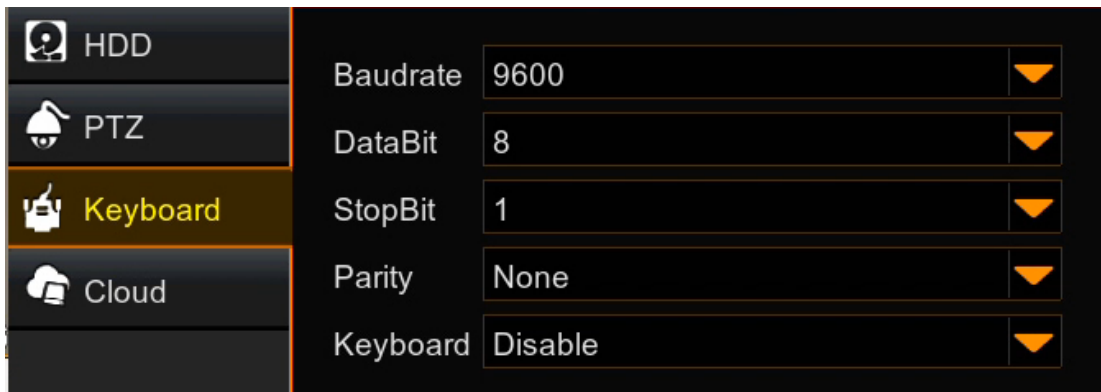 HDD
PTZ
Keyboard
Cloud
Baudrate 9600
DataBit 8
StopBit 1
Parity None
Keyboard Disable